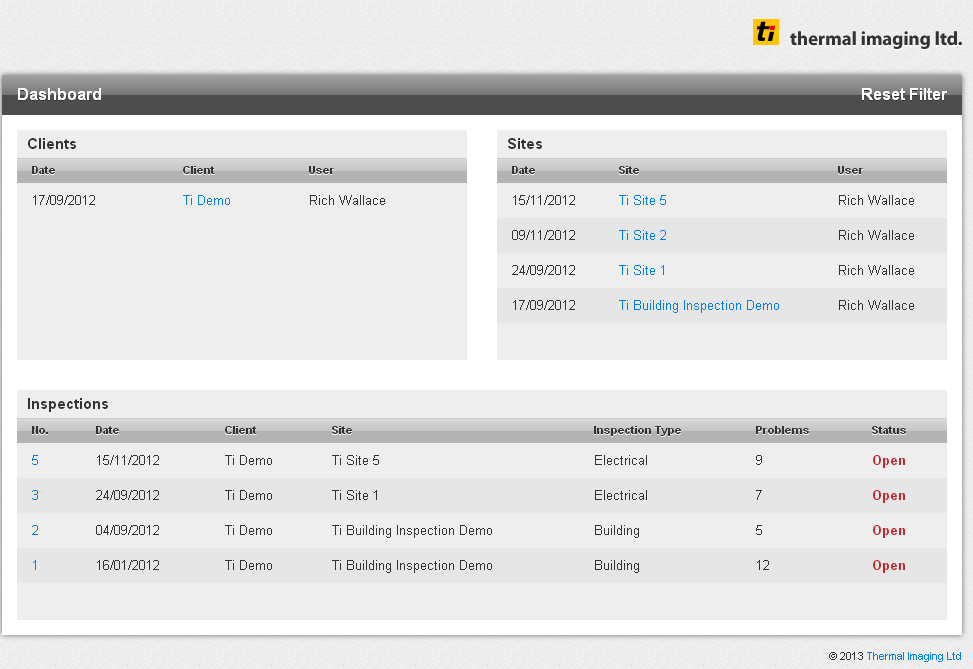 ti thermal imaging ltd.
Dashboard Reset Filter
Clients
Date Client User
17/09/2012 Ti Demo Rich Wallace
Sites
Date Site User
15/11/2012 Ti Site 5 Rich Wallace
09/11/2012 Ti Site 2 Rich Wallace
24/09/2012 Ti Site 1 Rich Wallace
17/09/2012 Ti Building Inspection Demo Rich Wallace
Inspections
No. Date Client Site Inspection Type Problems Status
5 15/11/2012 Ti Demo Ti Site 5 Electrical 9 Open
3 24/09/2012 Ti Demo Ti Site 1 Electrical 7 Open
2 04/09/2012 Ti Demo Ti Building Inspection Demo Building 5 Open
1 16/01/2012 Ti Demo Ti Building Inspection Demo Building 12 Open
© 2013 Thermal Imaging Ltd